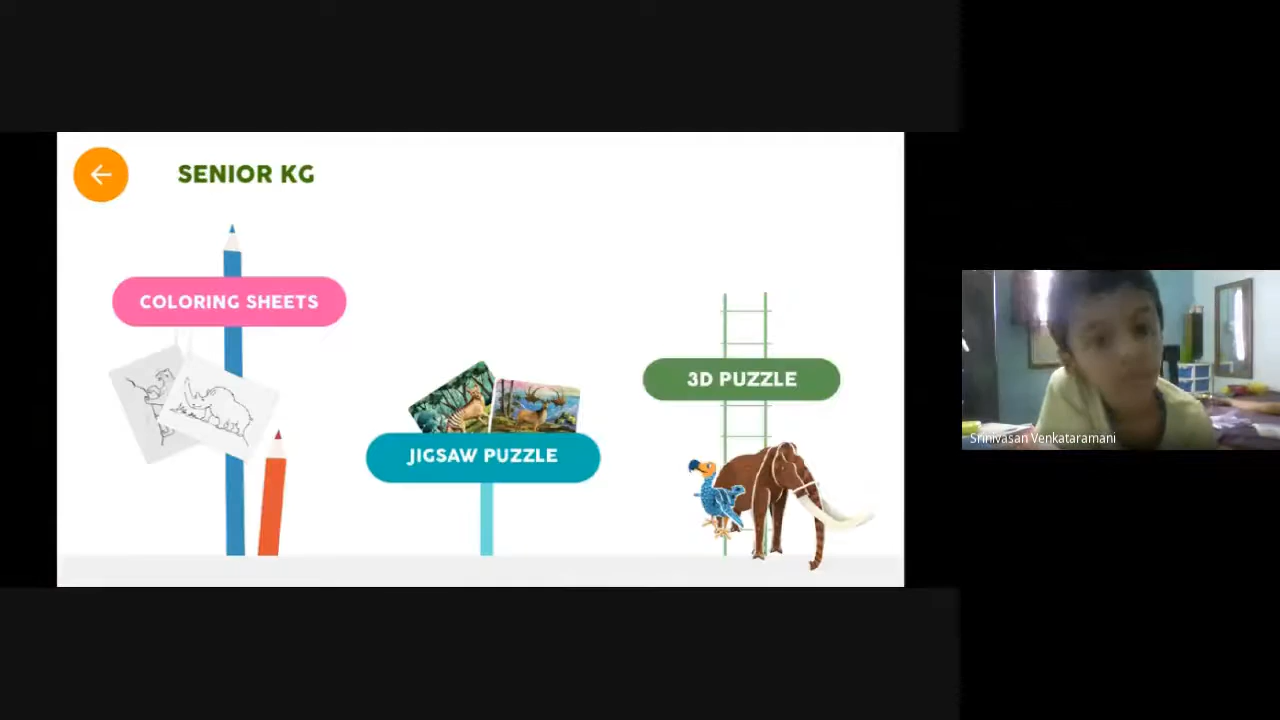 SENIOR KG
COLORING SHEETS
3D PUZZLE
JIGSAW PUZZLE
Srinivasan Venkataramani